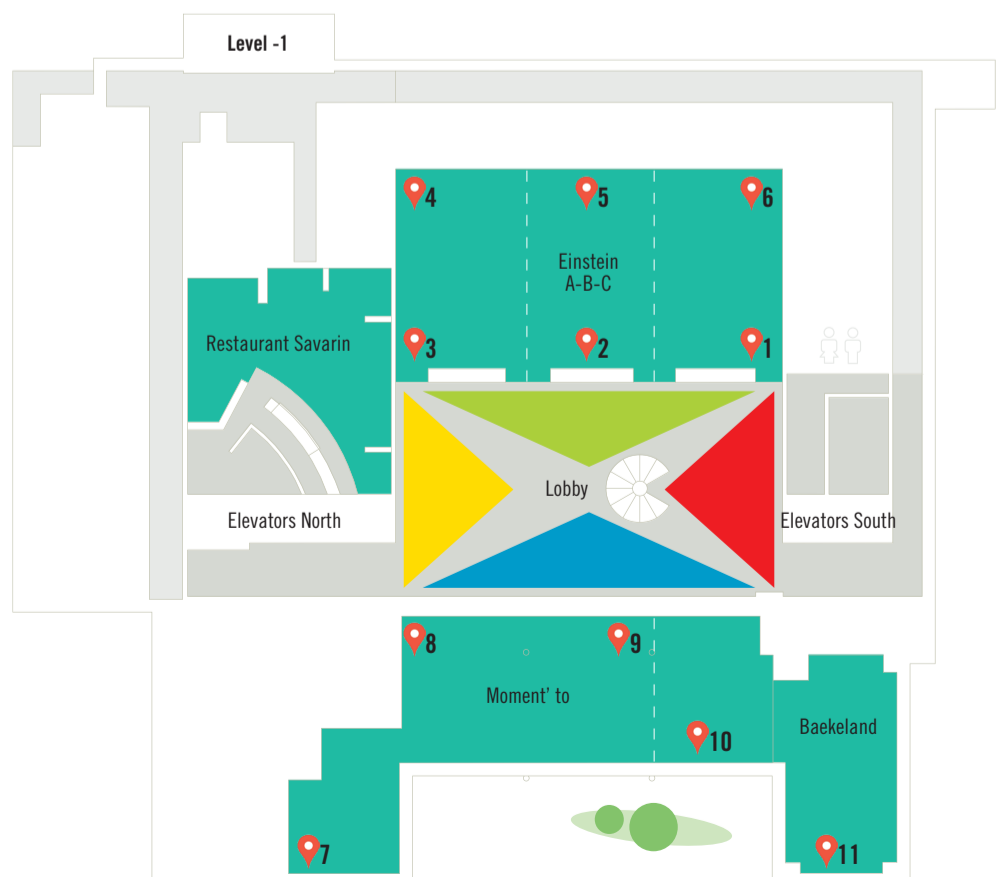 Level -1
4
5
6
Einstein
A-B-C
Restaurant Savarin
3
2
1
Lobby
Elevators North
Elevators South
8
9
Moment' to
10
Baekeland
7
11